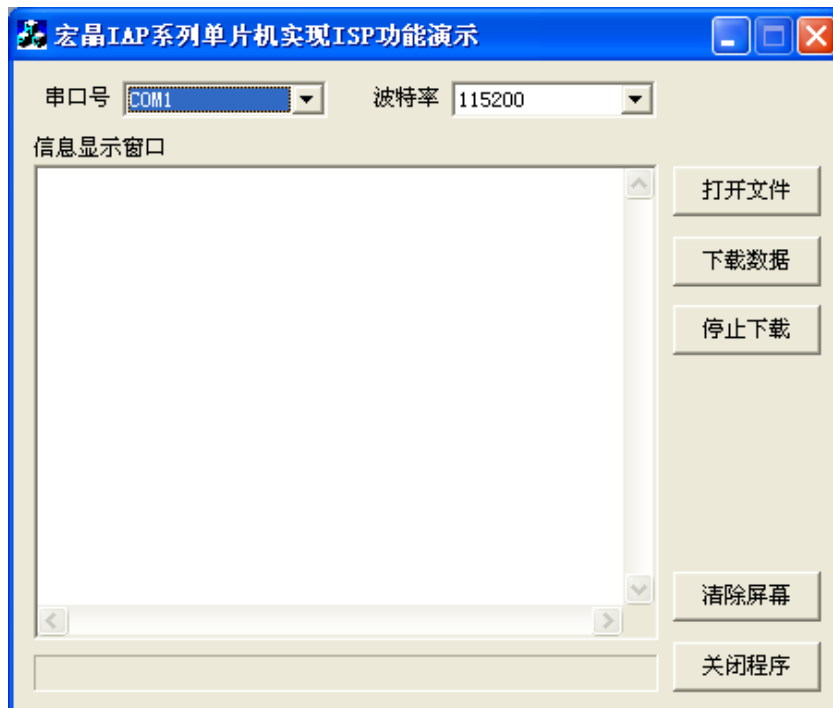 宏晶IAP系列单片机实现ISP功能演示
串口号 COM1 波特率 115200
信息显示窗口
打开文件
下载数据
停止下载
清除屏幕
关闭程序